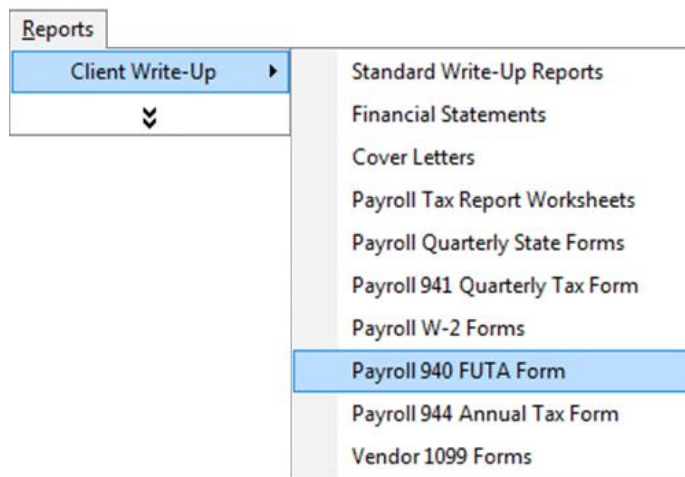 Reports
Client Write-Up
Standard Write-Up Reports
Financial Statements
Cover Letters
Payroll Tax Report Worksheets
Payroll Quarterly State Forms
Payroll 941 Quarterly Tax Form
Payroll W-2 Forms
Payroll 940 FUTA Form
Payroll 944 Annual Tax Form
Vendor 1099 Forms